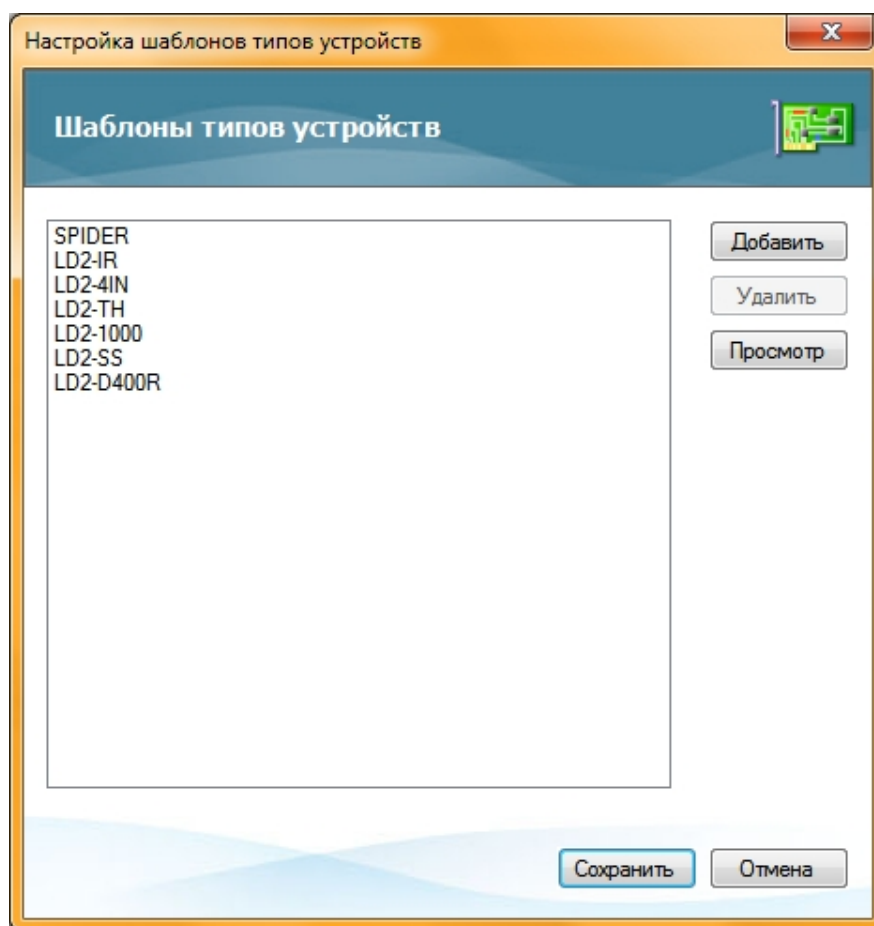 Настройка шаблонов типов устройств
Шаблоны типов устройств
SPIDER
LD2-IR
LD2-4IN
LD2-TH
LD2-1000
LD2-SS
LD2-D400R
Добавить
Удалить
Просмотр
Сохранить
Отмена